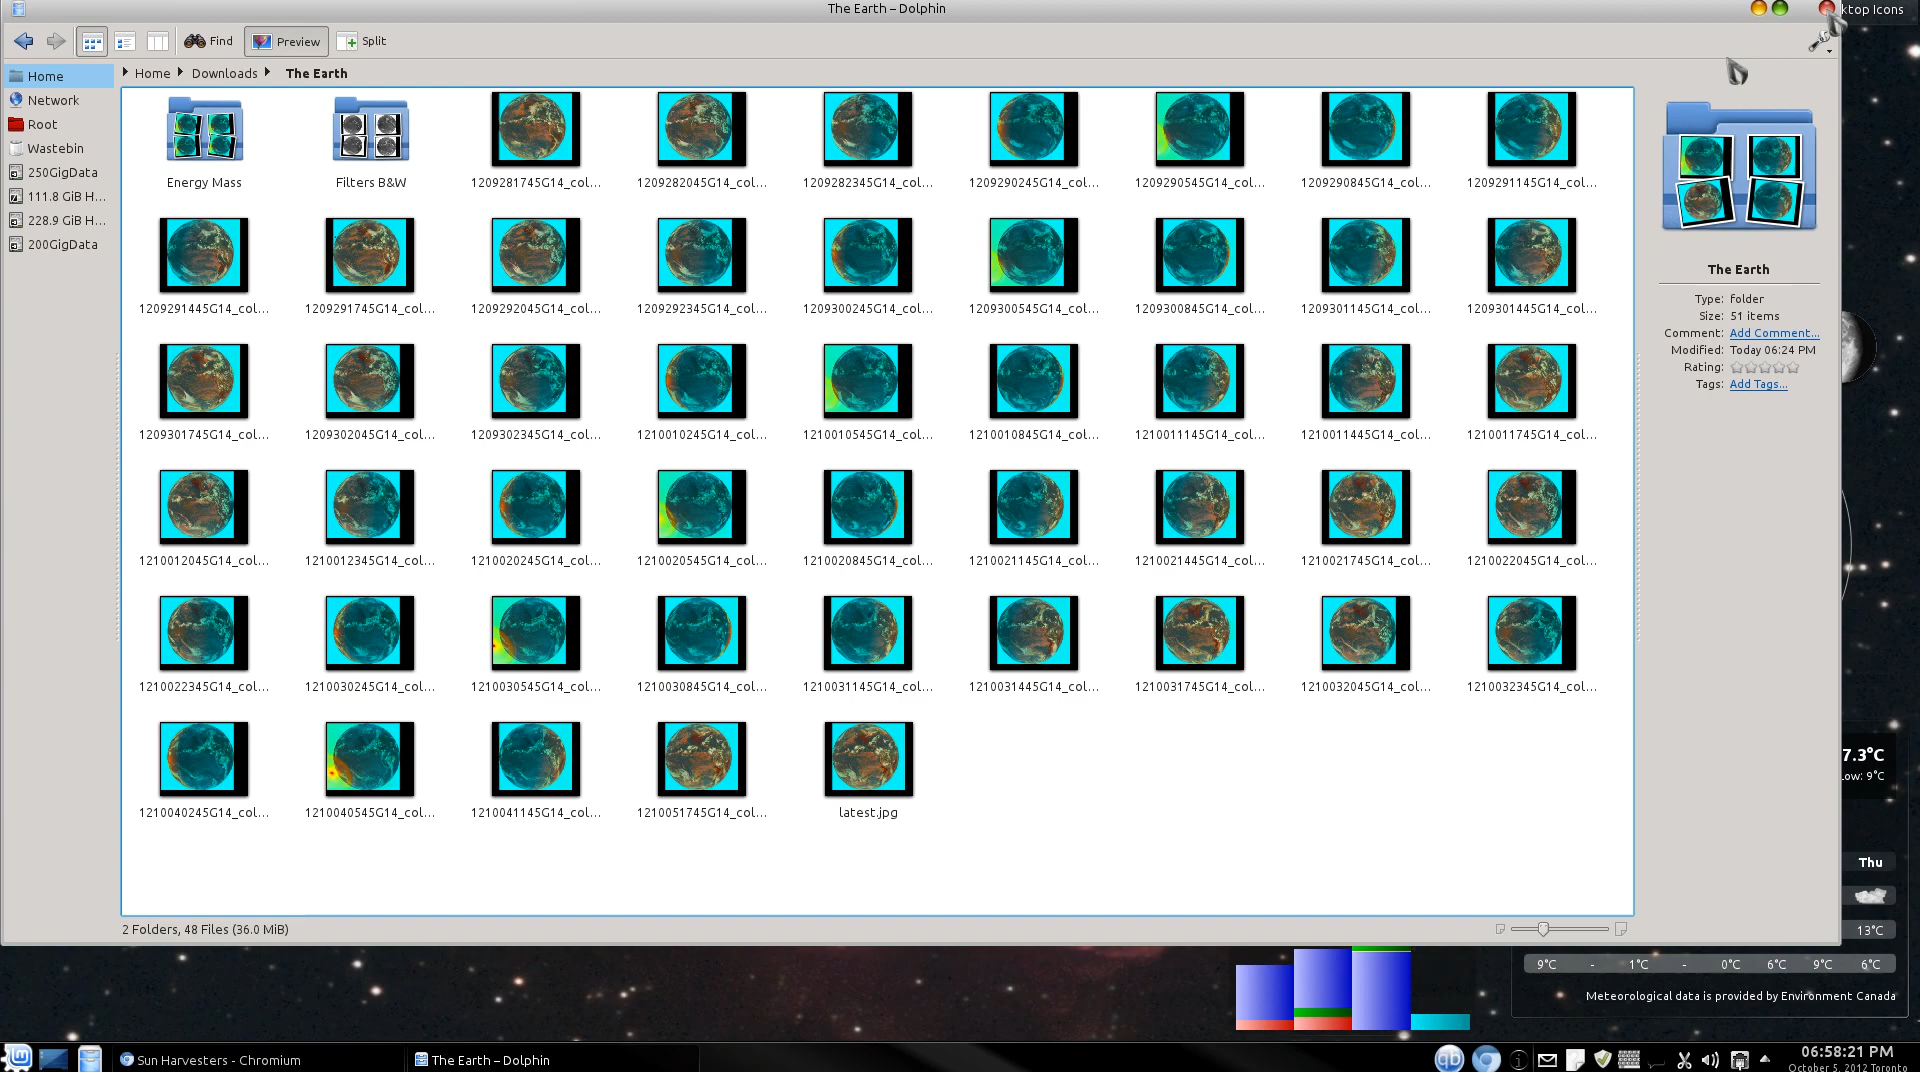 The Earth – Dolphin
ktop Icons
Find
Preview
Split
Home
Network
Root
Wastebin
250GigData
111.8 GiB H...
228.9 GiB H...
200GigData
Home Downloads The Earth
Energy Mass
Filters B&W
1209281745G14_col...
1209282045G14_col...
1209282345G14_col...
1209290245G14_col...
1209290545G14_col...
1209290845G14_col...
1209291145G14_col...
1209291445G14_col...
1209291745G14_col...
1209292045G14_col...
1209292345G14_col...
1209300245G14_col...
1209300545G14_col...
1209300845G14_col...
1209301145G14_col...
1209301445G14_col...
1209301745G14_col...
1209302045G14_col...
1209302345G14_col...
1210010245G14_col...
1210010545G14_col...
1210010845G14_col...
1210011145G14_col...
1210011445G14_col...
1210011745G14_col...
1210012045G14_col...
1210012345G14_col...
1210020245G14_col...
1210020545G14_col...
1210020845G14_col...
1210021145G14_col...
1210021445G14_col...
1210021745G14_col...
1210022045G14_col...
1210022345G14_col...
1210030245G14_col...
1210030545G14_col...
1210030845G14_col...
1210031145G14_col...
1210031445G14_col...
1210031745G14_col...
1210032045G14_col...
1210032345G14_col...
1210040245G14_col...
1210040545G14_col...
1210041145G14_col...
1210051745G14_col...
latest.jpg
The Earth
Type: folder
Size: 51 items
Comment: Add Comment...
Modified: Today 06:24 PM
Rating:
Tags: Add Tags...
2 Folders, 48 Files (36.0 MiB)
7.3°C
Low: 9°C
Thu
13°C
9°C - 1°C - 0°C 6°C 9°C 6°C
Meteorological data is provided by Environment Canada
Sun Harvesters - Chromium
The Earth – Dolphin
qb
06:58:21 PM
October 5, 2012 Toronto